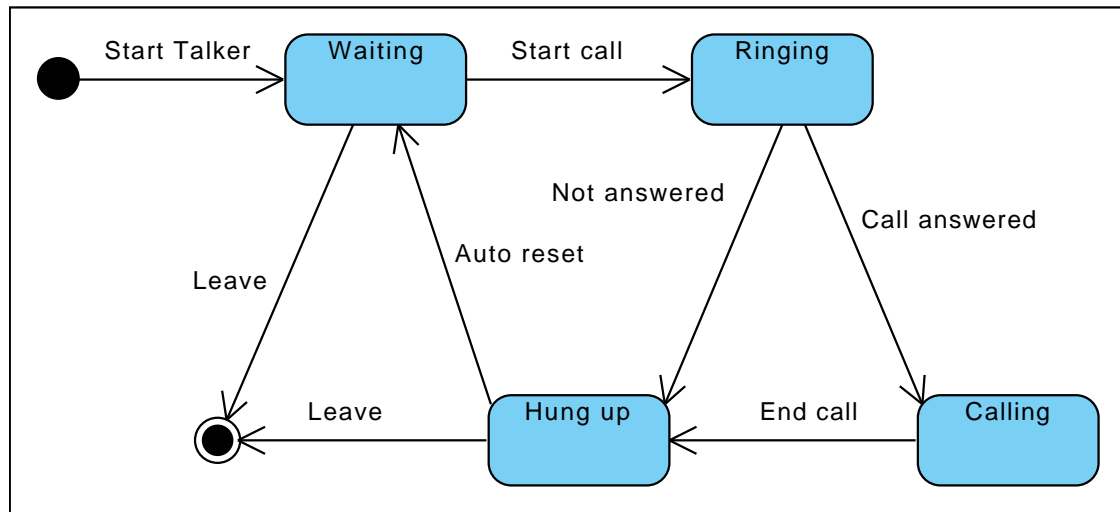 Start Talker
Waiting
Start call
Ringing
Not answered
Call answered
Auto reset
Leave
Leave
Hung up
End call
Calling